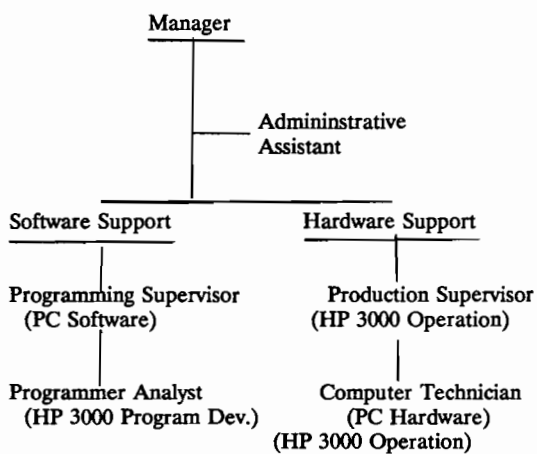 Manager
Admininstrative
Assistant
Software Support
Hardware Support
Programming Supervisor
(PC Software)
Production Supervisor
(HP 3000 Operation)
Programmer Analyst
(HP 3000 Program Dev.)
Computer Technician
(PC Hardware)
(HP 3000 Operation)